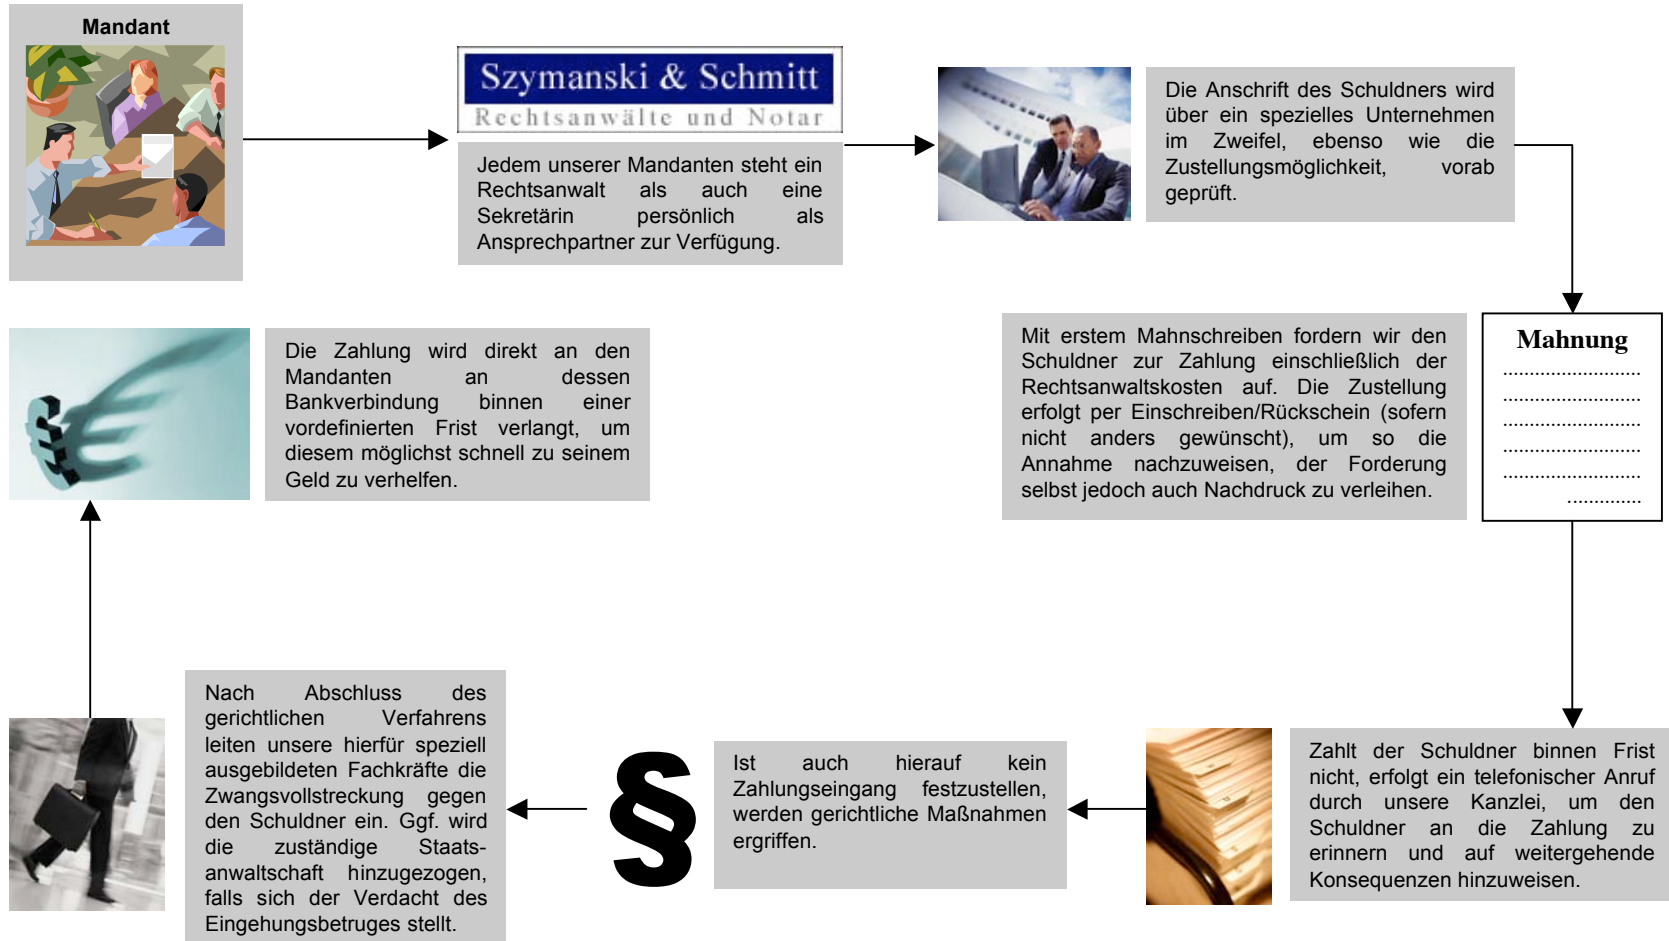 Mandant
Szymanski & Schmitt
Rechtsanwälte und Notar
Jedem unserer Mandanten steht ein
Rechtsanwalt als auch eine
Sekretärin persönlich als
Ansprechpartner zur Verfügung.
Die Anschrift des Schuldners wird
über ein spezielles Unternehmen
im Zweifel, ebenso wie die
Zustellungsmöglichkeit, vorab
geprüft.
Mahnung
..........................
..........................
..........................
..........................
..........................
..............
Mit erstem Mahnschreiben fordern wir den
Schuldner zur Zahlung einschließlich der
Rechtsanwaltskosten auf. Die Zustellung
erfolgt per Einschreiben/Rückschein (sofern
nicht anders gewünscht), um so die
Annahme nachzuweisen, der Forderung
selbst jedoch auch Nachdruck zu verleihen.
Zahlt der Schuldner binnen Frist
nicht, erfolgt ein telefonischer Anruf
durch unsere Kanzlei, um den
Schuldner an die Zahlung zu
erinnern und auf weitergehende
Konsequenzen hinzuweisen.
Ist auch hierauf kein
Zahlungseingang festzustellen,
werden gerichtliche Maßnahmen
ergriffen.
§
Nach Abschluss des
gerichtlichen Verfahrens
leiten unsere hierfür speziell
ausgebildeten Fachkräfte die
Zwangsvollstreckung gegen
den Schuldner ein. Ggf. wird
die zuständige Staats-
anwaltschaft hinzugezogen,
falls sich der Verdacht des
Eingehungsbetruges stellt.
€
Die Zahlung wird direkt an den
Mandanten an dessen
Bankverbindung binnen einer
vordefinierten Frist verlangt, um
diesem möglichst schnell zu seinem
Geld zu verhelfen.